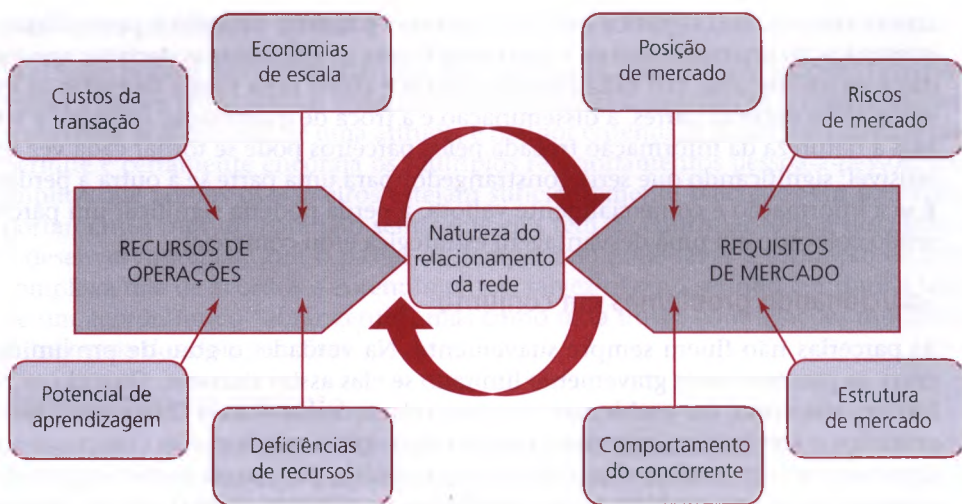 Economias
de escala
Posição
de mercado
Custos da
transação
Riscos
de mercado
RECURSOS DE
OPERAÇÕES
Natureza do
relacionamento
da rede
REQUISITOS
DE MERCADO
Potencial de
aprendizagem
Deficiências
de recursos
Comportamento
do concorrente
Estrutura
de mercado